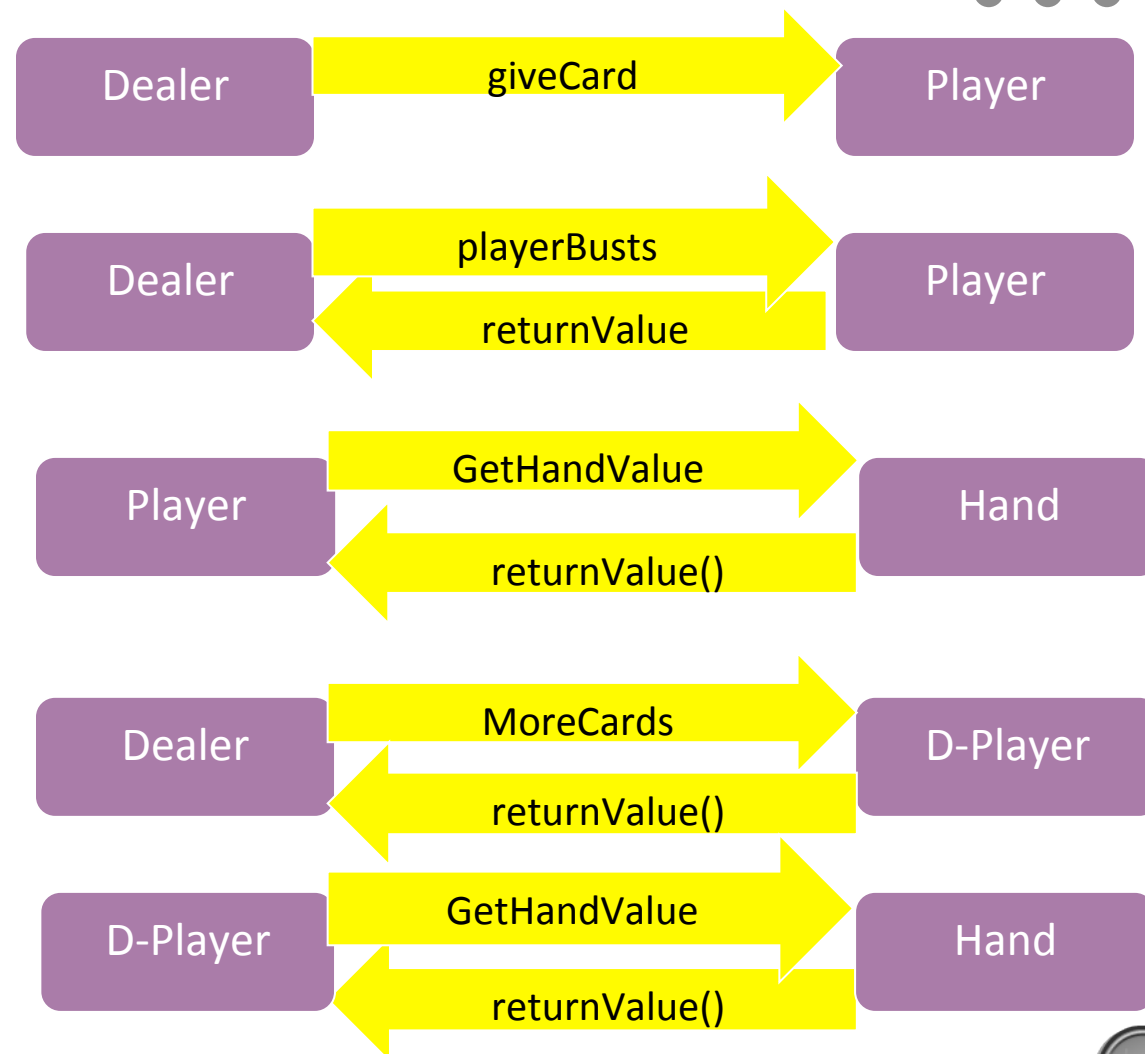 Dealer
giveCard
Player
Dealer
playerBusts
Player
returnValue
Player
GetHandValue
Hand
returnValue()
Dealer
MoreCards
D-Player
returnValue()
D-Player
GetHandValue
Hand
returnValue()